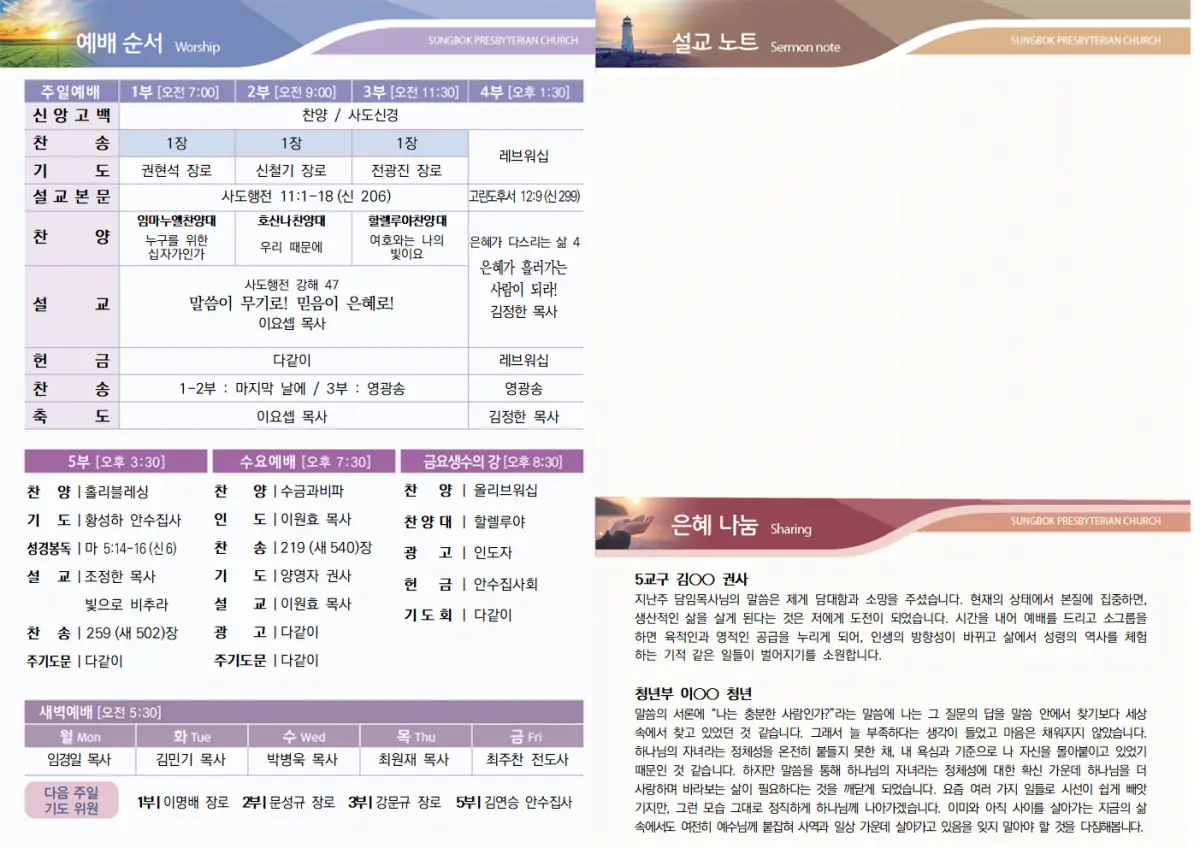 예배 순서 Worship
SUNGBOK PRESBYTERIAN CHURCH
주일예배 1부 [오전 7:00] 2부 [오전 9:00] 3부 [오전 11:30] 4부 [오후 1:30]
신 앙 고 백 찬양 / 사도신경
찬 송 1장 1장 1장
레브워십
기 도 권현석 장로 신철기 장로 전광진 장로
설 교 본 문 사도행전 11:1-18 (신 206) 고린도후서 12:9 (신 299)
찬 양
임마누엘찬양대 호산나찬양대 할렐루야찬양대
누구를 위한 우리 때문에 여호와는 나의
십자가인가 빛이요
은혜가 다스리는 삶 4
은혜가 흘러가는
사람이 되라!
김정한 목사
설 교
사도행전 강해 47
말씀이 무기로! 믿음이 은혜로!
이요셉 목사
헌 금 다같이 레브워십
찬 송 1-2부 : 마지막 날에 / 3부 : 영광송 영광송
축 도 이요셉 목사 김정한 목사
5부 [오후 3:30]
찬 양 | 홀리블레싱
기 도 | 황성하 안수집사
성경봉독 | 마 5:14-16 (신 6)
설 교 | 조정한 목사
빛으로 비추라
찬 송 | 259 (새 502)장
주기도문 | 다같이
수요예배 [오후 7:30]
찬 양 | 수금과비파
인 도 | 이원효 목사
찬 송 | 219 (새 540)장
기 도 | 양영자 권사
설 교 | 이원효 목사
광 고 | 다같이
주기도문 | 다같이
금요생수의 강 [오후 8:30]
찬 양 | 올리브워십
찬 양 대 | 할렐루야
광 고 | 인도자
헌 금 | 안수집사회
기 도 회 | 다같이
새벽예배 [오전 5:30]
월 Mon 화 Tue 수 Wed 목 Thu 금 Fri
임경일 목사 김민기 목사 박병욱 목사 최원재 목사 최주찬 전도사
다음 주일
기도 위원
1부 | 이명배 장로 2부 | 문성규 장로 3부 | 강문규 장로 5부 | 김연승 안수집사
설교 노트 Sermon note
SUNGBOK PRESBYTERIAN CHURCH
은혜 나눔 Sharing
SUNGBOK PRESBYTERIAN CHURCH
5교구 김○○ 권사
지난주 담임목사님의 말씀은 제게 담대함과 소망을 주셨습니다. 현재의 상태에서 본질에 집중하면,
생산적인 삶을 살게 된다는 것은 저에게 도전이 되었습니다. 시간을 내어 예배를 드리고 소그룹을
하면 육적인과 영적인 공급을 누리게 되어, 인생의 방향성이 바뀌고 삶에서 성령의 역사를 체험
하는 기적 같은 일들이 벌어지기를 소원합니다.
청년부 이○○ 청년
말씀의 서론에 “나는 충분한 사람인가?”라는 말씀에 나는 그 질문의 답을 말씀 안에서 찾기보다 세상
속에서 찾고 있었던 것 같습니다. 그래서 늘 부족하다는 생각이 들었고 마음은 채워지지 않았습니다.
하나님의 자녀라는 정체성을 온전히 붙들지 못한 채, 내 욕심과 기준으로 나 자신을 몰아붙이고 있었기
때문인 것 같습니다. 하지만 말씀을 통해 하나님의 자녀라는 정체성에 대한 확신 가운데 하나님을 더
사랑하며 바라보는 삶이 필요하다는 것을 깨닫게 되었습니다. 요즘 여러 가지 일들로 시선이 쉽게 빼앗
기지만, 그런 모습 그대로 정직하게 하나님께 나아가겠습니다. 이미와 아직 사이를 살아가는 지금의 삶
속에서도 여전히 예수님께 붙잡혀 사역과 일상 가운데 살아가고 있음을 잊지 말아야 할 것을 다짐해봅니다.